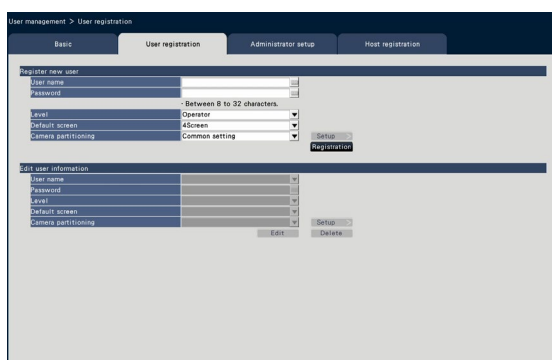 User management > User registration
Basic User registration Administrator setup Host registration
Register new user
User name
Password
- Between 8 to 32 characters.
Level Operator
Default screen 4Screen
Camera partitioning Common setting Setup
Registration
Edit user information
User name
Password
Level
Default screen
Camera partitioning Setup
Edit Delete